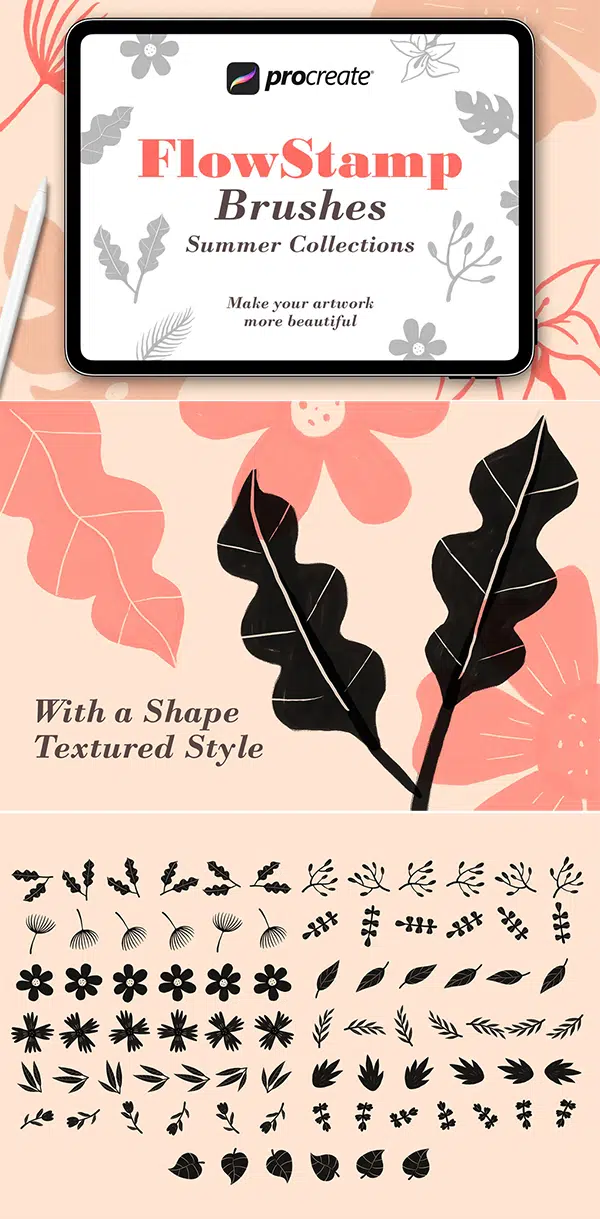 procreate®
FlowStamp
Brushes
Summer Collections
Make your artwork
more beautiful
With a Shape
Textured Style